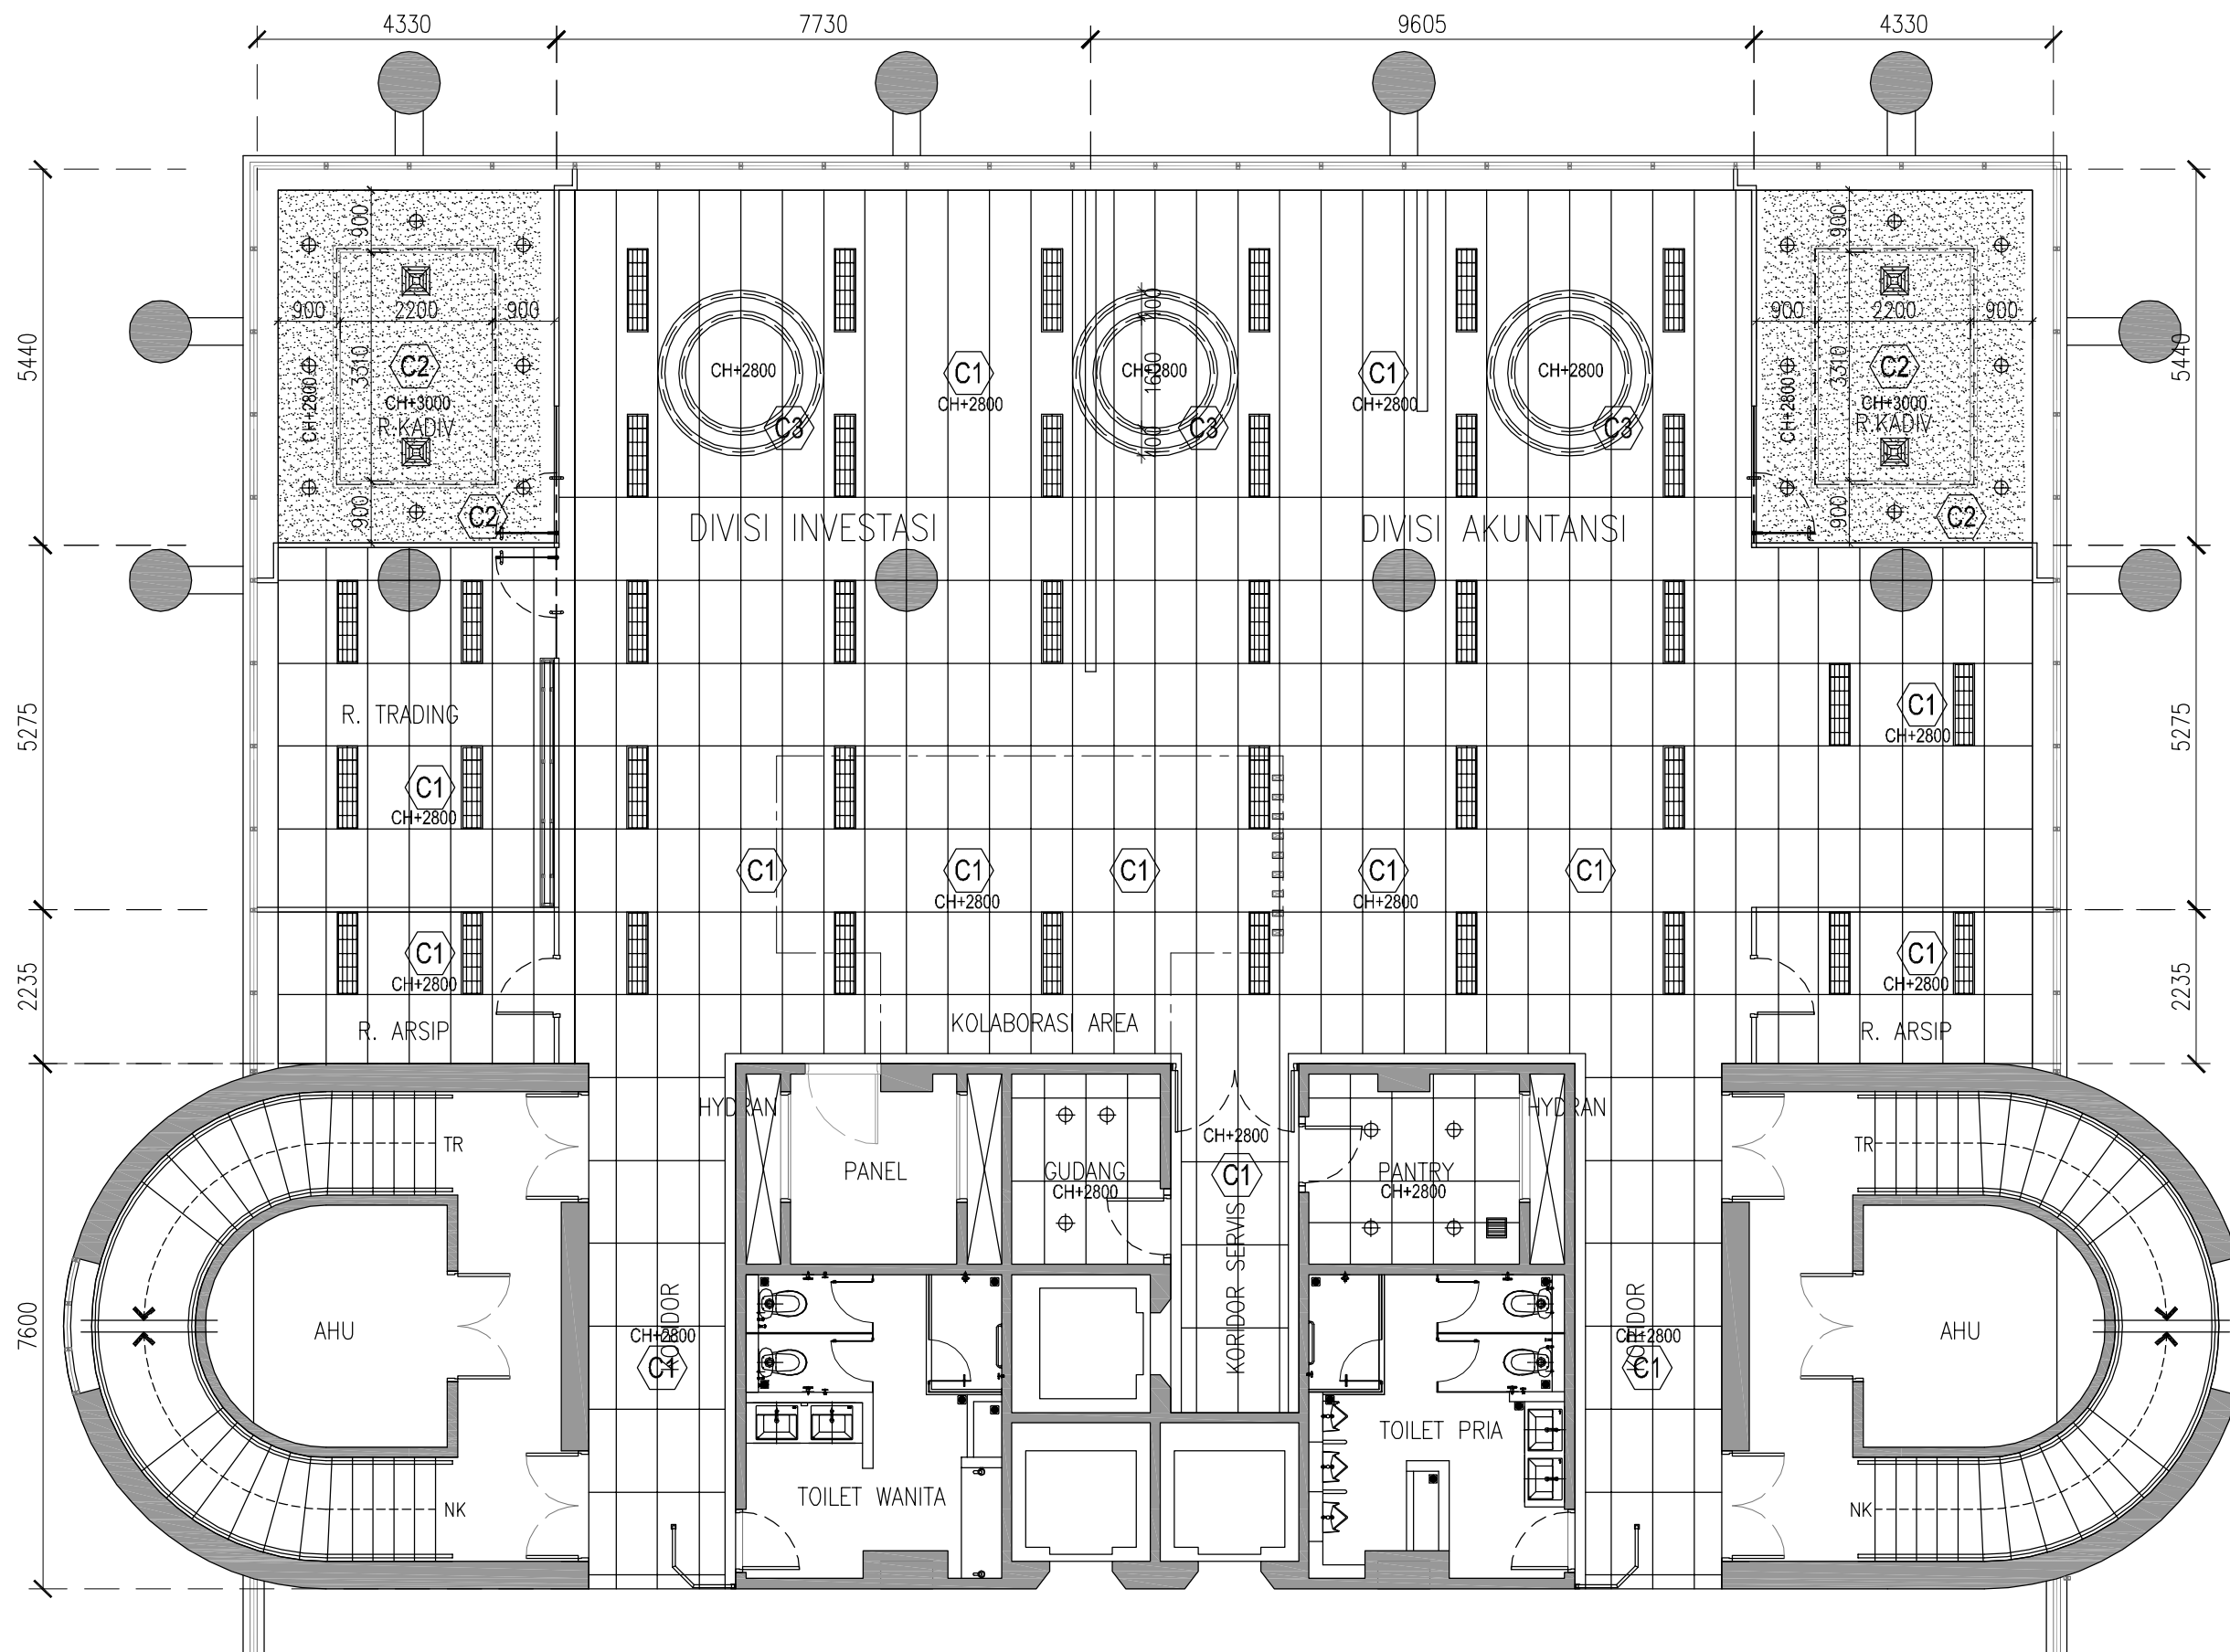 4330
7730
9605
4330
5440
5275
2235
7600
5440
5275
2235
900
900
2200
900
3310
C2
CH+2800
CH+3000
R.KADIV
900
C2
CH+2800
C3
C1
CH+2800
100
1600
CH+2800
100
C3
C1
CH+2800
CH+2800
C3
900
900
2200
900
3310
C2
CH+2800
CH+3000
R.KADIV
900
C2
DIVISI INVESTASI
DIVISI AKUNTANSI
R. TRADING
C1
CH+2800
C1
CH+2800
C1
C1
CH+2800
C1
C1
CH+2800
C1
C1
CH+2800
R. ARSIP
KOLABORASI AREA
C1
CH+2800
R. ARSIP
HYDRAN
PANEL
GUDANG
CH+2800
CH+2800
C1
KORIDOR SERVIS
PANTRY
CH+2800
HYDRAN
TR
AHU
NK
KORIDOR
CH+2800
C1
TOILET WANITA
TOILET PRIA
KORIDOR
CH+2800
C1
TR
AHU
NK